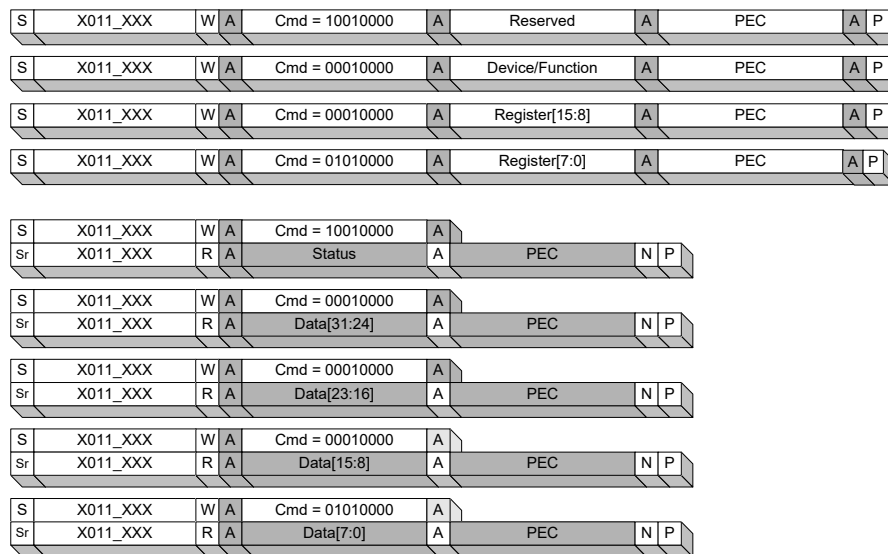 S X011_XXX W A Cmd = 10010000 A Reserved A PEC A P
S X011_XXX W A Cmd = 00010000 A Device/Function A PEC A P
S X011_XXX W A Cmd = 00010000 A Register[15:8] A PEC A P
S X011_XXX W A Cmd = 01010000 A Register[7:0] A PEC A P
S X011_XXX W A Cmd = 10010000 A
Sr X011_XXX R A Status A PEC N P
S X011_XXX W A Cmd = 00010000 A
Sr X011_XXX R A Data[31:24] A PEC N P
S X011_XXX W A Cmd = 00010000 A
Sr X011_XXX R A Data[23:16] A PEC N P
S X011_XXX W A Cmd = 00010000 A
Sr X011_XXX R A Data[15:8] A PEC N P
S X011_XXX W A Cmd = 01010000 A
Sr X011_XXX R A Data[7:0] A PEC N P